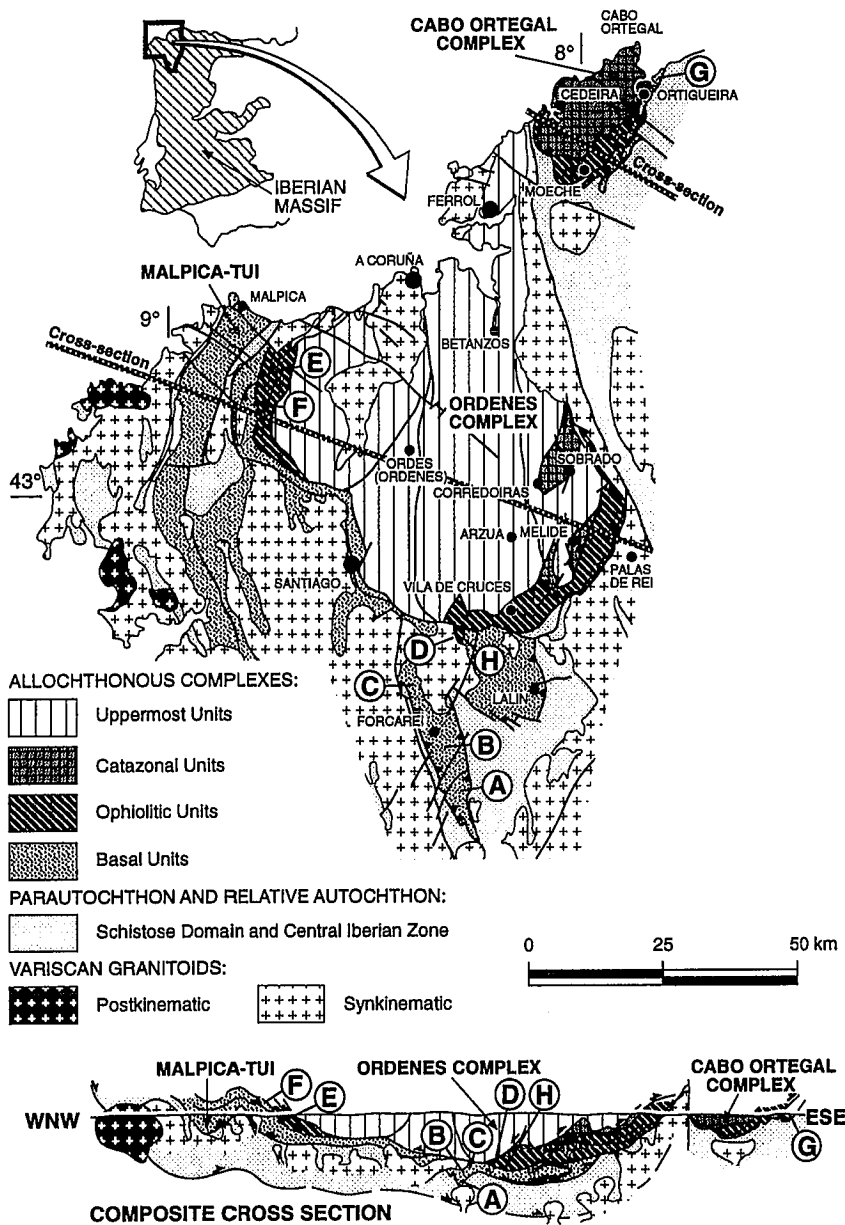 CABO ORTEGAL
COMPLEX
CABO
ORTEGAL
8°
G
CEDEIRA
ORTIGUEIRA
IBERIAN
MASSIF
Cross-section
MOECHE
FERROL
A CORUÑA
MALPICA-TUI
MALPICA
9°
Cross-section
BETANZOS
E
F
ORDENES
COMPLEX
ORDES
(ORDENES)
SOBRADO
43°
CORREDOIRAS
ARZUA
MELIDE
PALAS
DE REI
SANTIAGO
VILA DE CRUCES
D
H
C
LALIN
FORCAREI
B
A
ALLOCHTHONOUS COMPLEXES:
Uppermost Units
Catazonal Units
Ophiolitic Units
Basal Units
PARAUTOCHTHON AND RELATIVE AUTOCHTHON:
Schistose Domain and Central Iberian Zone
VARISCAN GRANITOIDS:
Postkinematic
Synkinematic
0 25 50 km
MALPICA-TUI
ORDENES COMPLEX
CABO ORTEGAL
COMPLEX
F
E
D
H
WNW
ESE
B
C
G
A
COMPOSITE CROSS SECTION